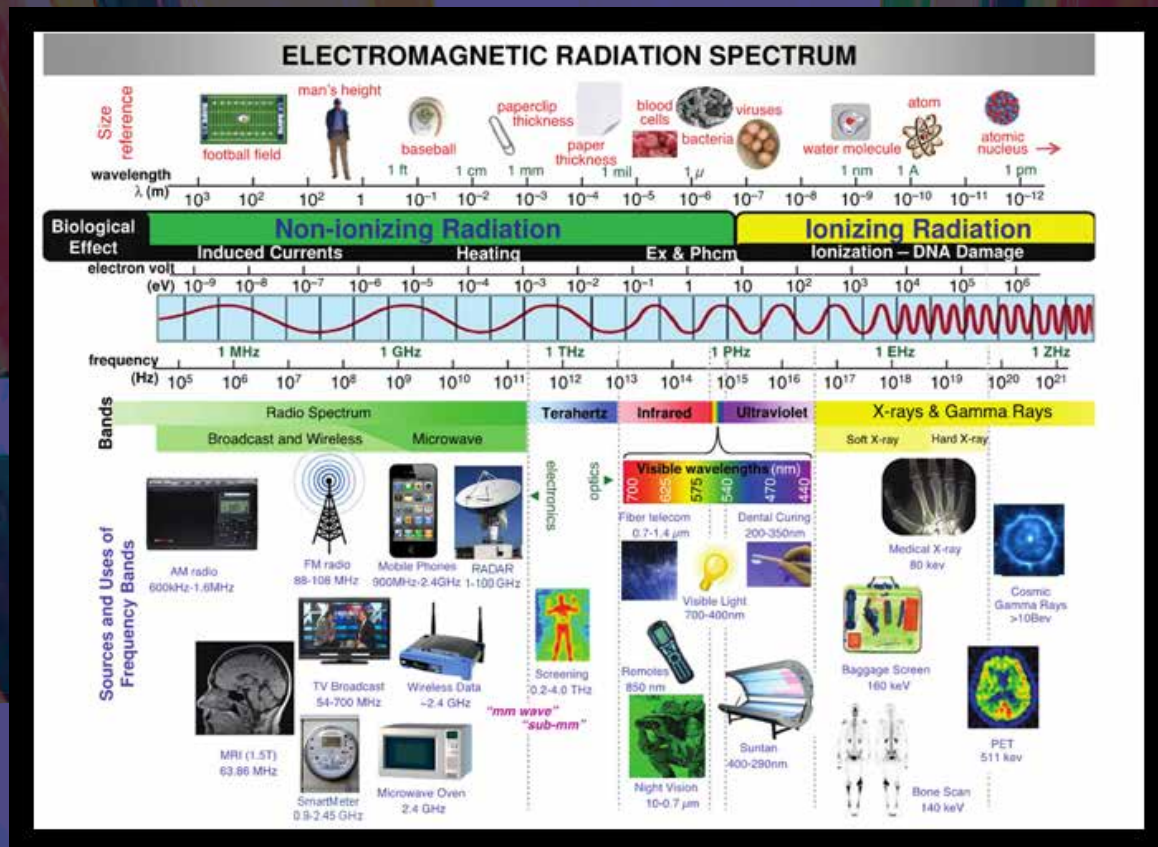 ELECTROMAGNETIC RADIATION SPECTRUM
Size
reference
football field
man's height
baseball
paperclip
thickness
paper
thickness
blood
cells
bacteria
viruses
water molecule
atom
atomic
nucleus
wavelength
λ (m)
1 ft 1 cm 1 mm 1 mil 1 μ 1 nm 1 A 1 pm
10³ 10² 10² 1 10⁻¹ 10⁻² 10⁻³ 10⁻⁴ 10⁻⁵ 10⁻⁶ 10⁻⁷ 10⁻⁸ 10⁻⁹ 10⁻¹⁰ 10⁻¹¹ 10⁻¹²
Biological
Effect
Non-ionizing Radiation
Ionizing Radiation
Induced Currents Heating Ex & Phcm Ionization – DNA Damage
electron volt
(eV)
10⁻⁹ 10⁻⁸ 10⁻⁷ 10⁻⁶ 10⁻⁵ 10⁻⁴ 10⁻³ 10⁻² 10⁻¹ 1 10 10² 10³ 10⁴ 10⁵ 10⁶
frequency
(Hz)
1 MHz 1 GHz 1 THz 1 PHz 1 EHz 1 ZHz
10⁵ 10⁶ 10⁷ 10⁸ 10⁹ 10¹⁰ 10¹¹ 10¹² 10¹³ 10¹⁴ 10¹⁵ 10¹⁶ 10¹⁷ 10¹⁸ 10¹⁹ 10²⁰ 10²¹
Bands
Radio Spectrum Terahertz Infrared Ultraviolet X-rays & Gamma Rays
Broadcast and Wireless Microwave Soft X-ray Hard X-ray
electronics
optics
Visible wavelengths (nm)
700 625 575 540 470 440
Sources and Uses of
Frequency Bands
AM radio
600kHz-1.6MHz
FM radio
88-108 MHz
Mobile Phones
900MHz-2.4GHz
RADAR
1-100 GHz
Fiber telecom
0.7-1.4 μm
Dental Curing
200-350nm
Visible Light
700-400nm
Medical X-ray
80 kev
Cosmic
Gamma Rays
>10Bev
TV Broadcast
54-700 MHz
Wireless Data
~2.4 GHz
Screening
0.2-4.0 THz
"mm wave"
"sub-mm"
Remotes
850 nm
Baggage Screen
160 keV
MRI (1.5T)
63.86 MHz
SmartMeter
0.9-2.45 GHz
Microwave Oven
2.4 GHz
Night Vision
10-0.7 μm
Suntan
400-290nm
PET
511 kev
Bone Scan
140 keV